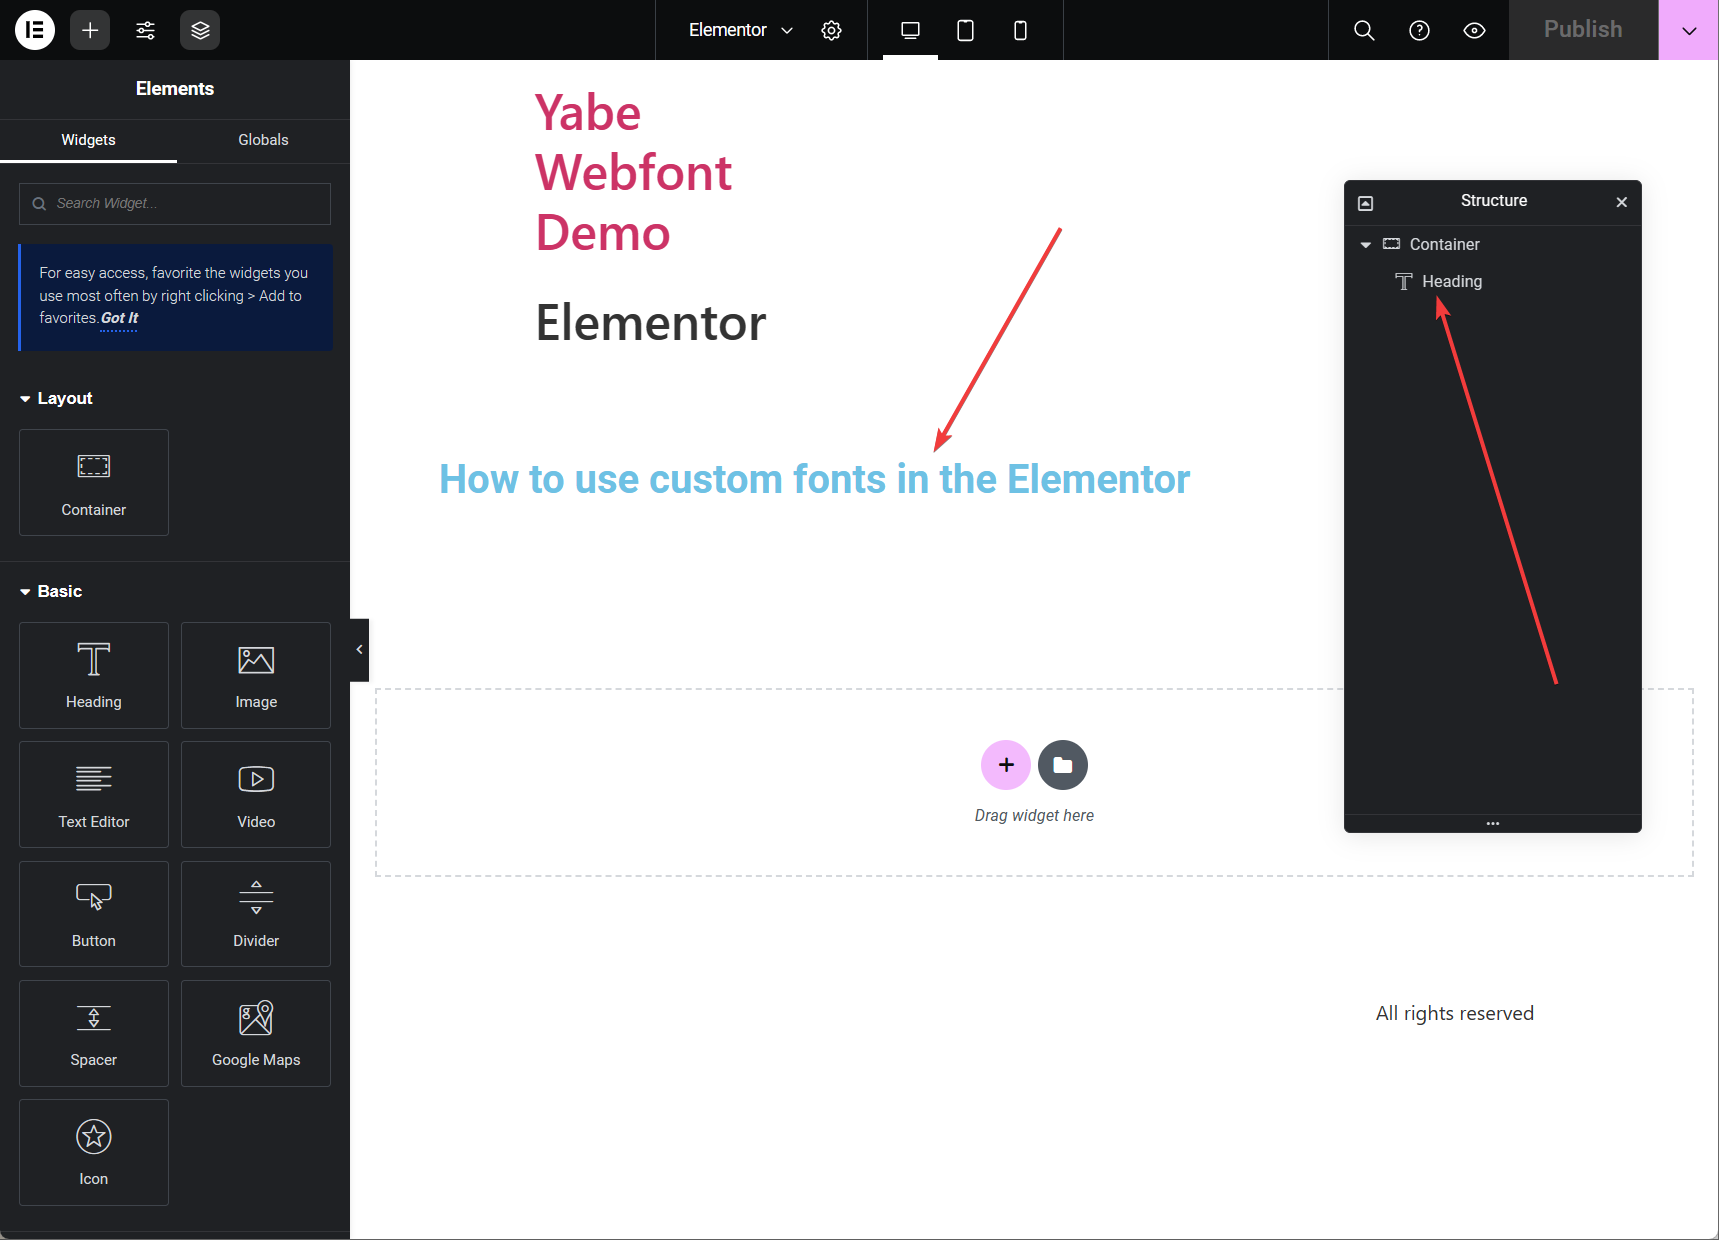 Elementor
Publish
Elements
Widgets
Globals
Search Widget...
For easy access, favorite the widgets you
use most often by right clicking > Add to
favorites. Got It
Layout
Container
Basic
Heading
Image
Text Editor
Video
Button
Divider
Spacer
Google Maps
Icon
Yabe
Webfont
Demo
Elementor
How to use custom fonts in the Elementor
Drag widget here
All rights reserved
Structure
Container
Heading